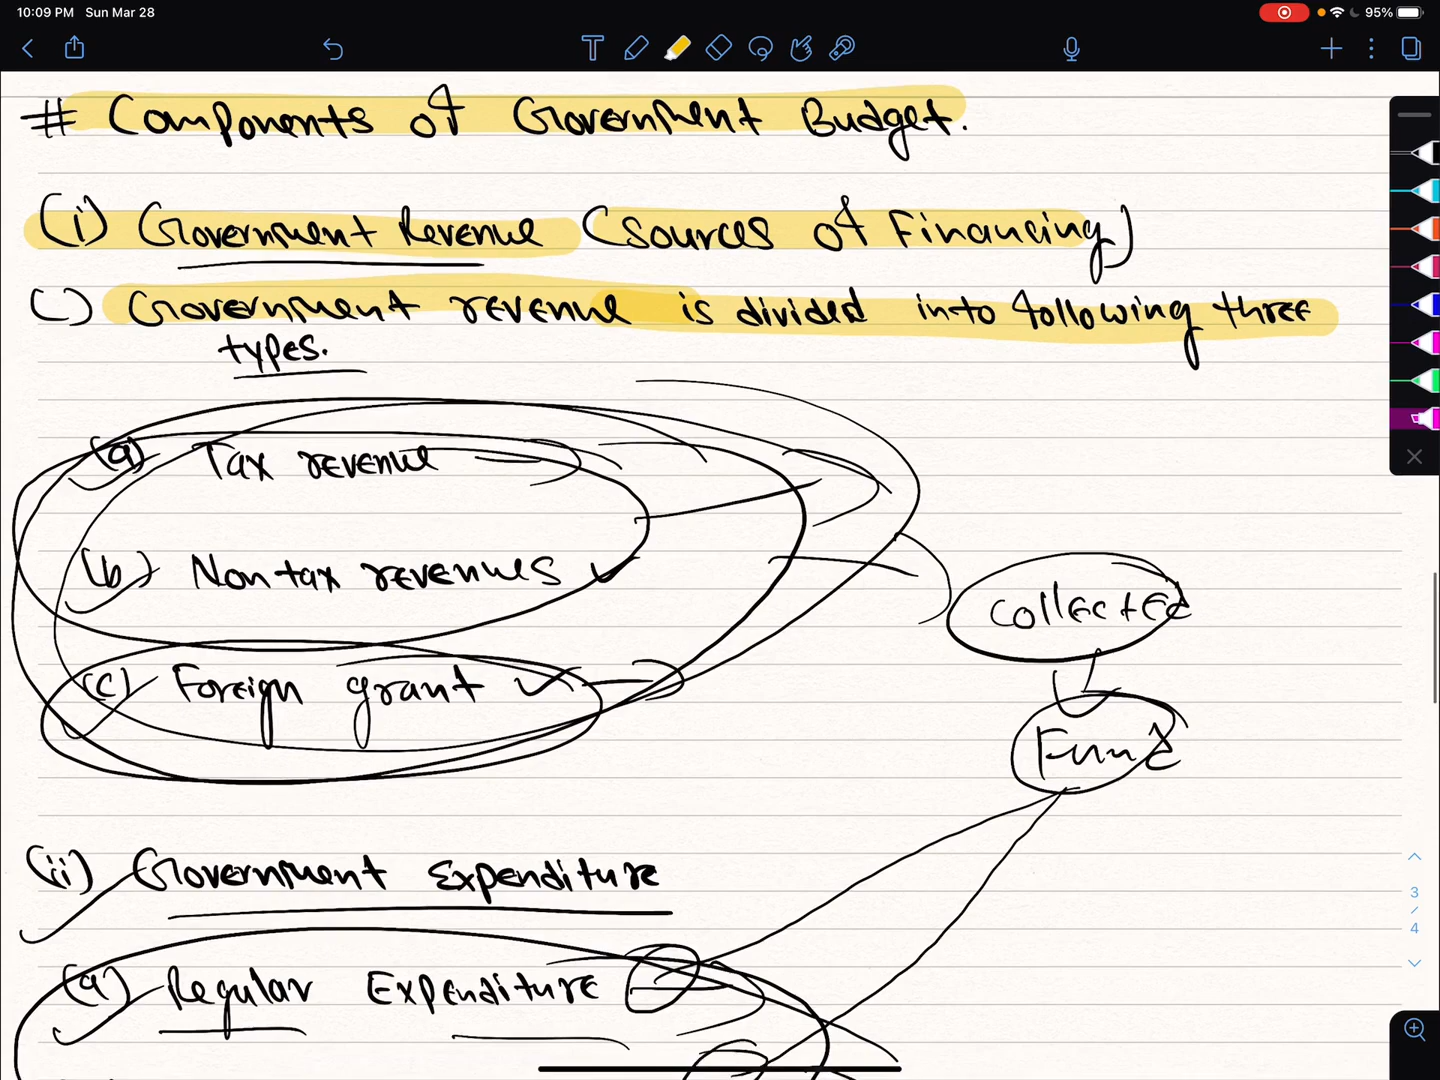 10:09 PM Sun Mar 28
95%
# Components of Government Budget.
(i) Government Revenue (Sources of Financing)
Government revenue is divided into following three
types.
(a) Tax revenue
(b) Non tax revenues
Collected
(c) Foreign grant
Fund
(ii) Government Expenditure
3
/
4
(a) Regular Expenditure